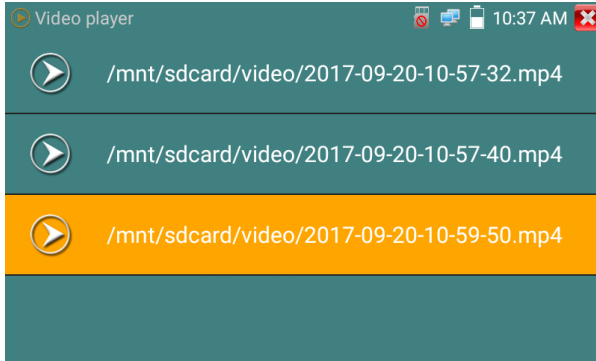 Video player
10:37 AM
/mnt/sdcard/video/2017-09-20-10-57-32.mp4
/mnt/sdcard/video/2017-09-20-10-57-40.mp4
/mnt/sdcard/video/2017-09-20-10-59-50.mp4